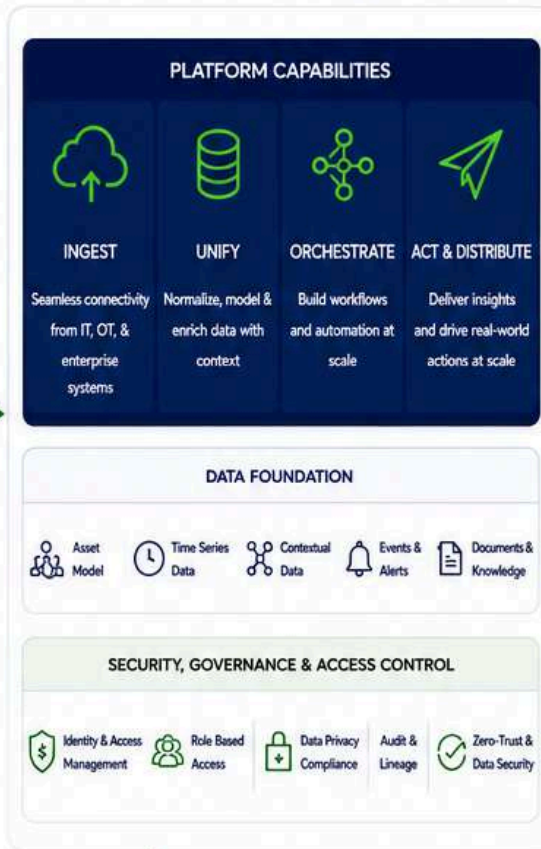 PLATFORM CAPABILITIES
INGEST
Seamless connectivity
from IT, OT, &
enterprise
systems
UNIFY
Normalize, model &
enrich data with
context
ORCHESTRATE
Build workflows
and automation at
scale
ACT & DISTRIBUTE
Deliver insights
and drive real-world
actions at scale
DATA FOUNDATION
Asset
Model
Time Series
Data
Contextual
Data
Events &
Alerts
Documents &
Knowledge
SECURITY, GOVERNANCE & ACCESS CONTROL
$
Identity & Access
Management
Role Based
Access
Data Privacy
Compliance
Audit &
Lineage
Zero-Trust &
Data Security